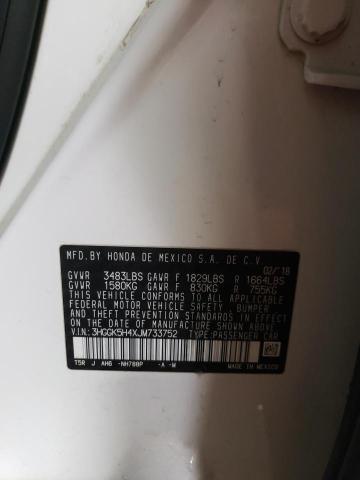 MFD.BY HONDA DE MEXICO S.A. DE C.V.
02/18
GVWR 3483LBS GAWR F 1829LBS R 1664LBS
GVWR 1580KG GAWR F 830KG R 755KG
THIS VEHICLE CONFORMS TO ALL APPLICABLE
FEDERAL MOTOR VEHICLE SAFETY, BUMPER,
AND THEFT PREVENTION STANDARDS IN EFFECT
ON THE DATE OF MANUFACTURE SHOWN ABOVE.
V.I.N: 3HGGK5H4XJM733752 TYPE:PASSENGER CAR
T5R J AH6 -NH788P -A -M
MADE IN MEXICO